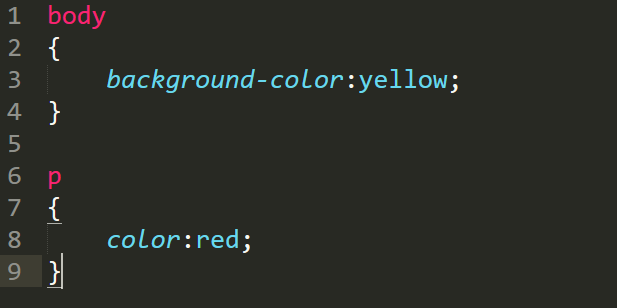 1 body
2 {
3     background-color:yellow;
4 }
5
6 p
7 {
8     color:red;
9 }